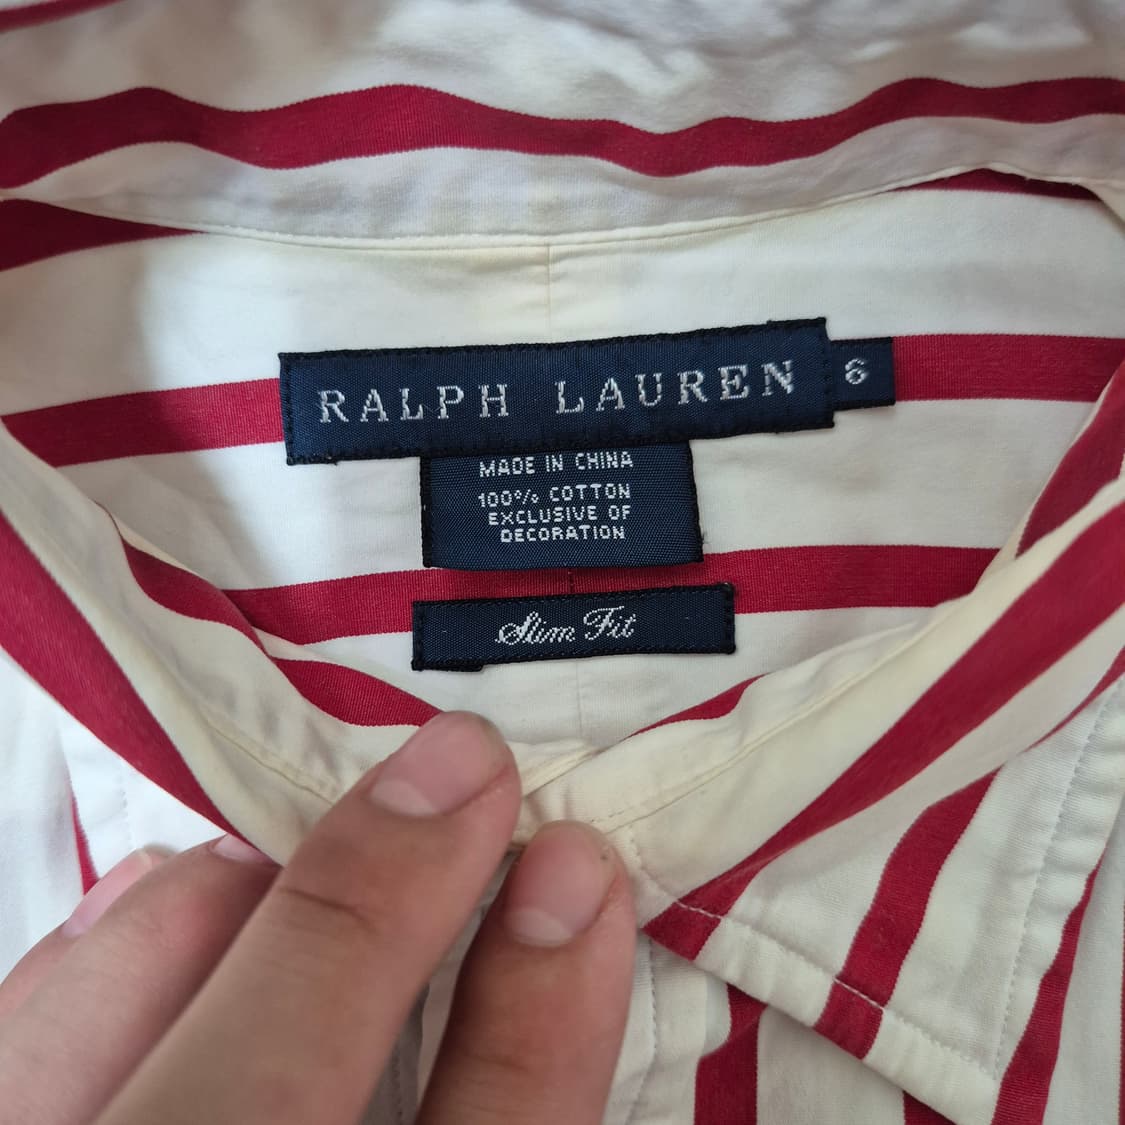 RALPH LAUREN 6
MADE IN CHINA
100% COTTON
EXCLUSIVE OF
DECORATION
Slim Fit